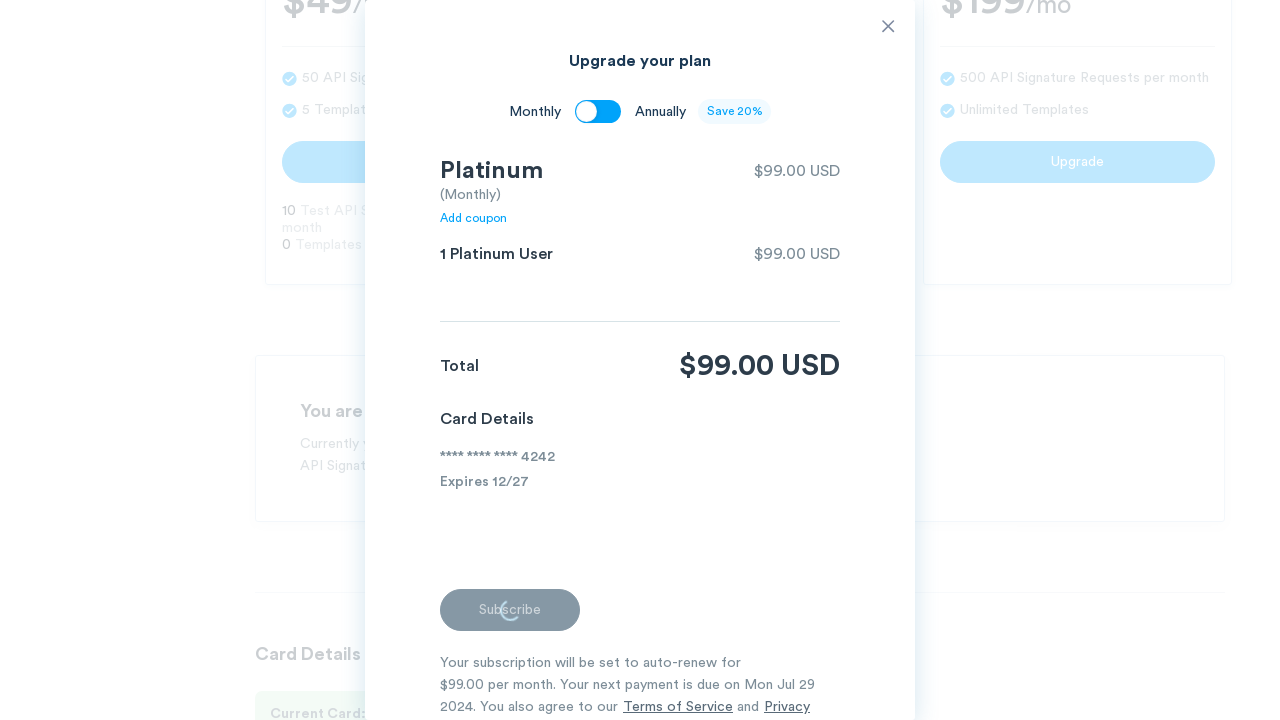 $49/
$199/mo
50 API Sig
500 API Signature Requests per month
5 Templat
Unlimited Templates
Upgrade
10 Test API S
month
0 Templates
You are
Currently
API Signat
Card Details
Current Card:
Upgrade your plan
Monthly Annually Save 20%
Platinum $99.00 USD
(Monthly)
Add coupon
1 Platinum User $99.00 USD
Total $99.00 USD
Card Details
**** **** **** 4242
Expires 12/27
Subscribe
Your subscription will be set to auto-renew for
$99.00 per month. Your next payment is due on Mon Jul 29
2024. You also agree to our Terms of Service and Privacy